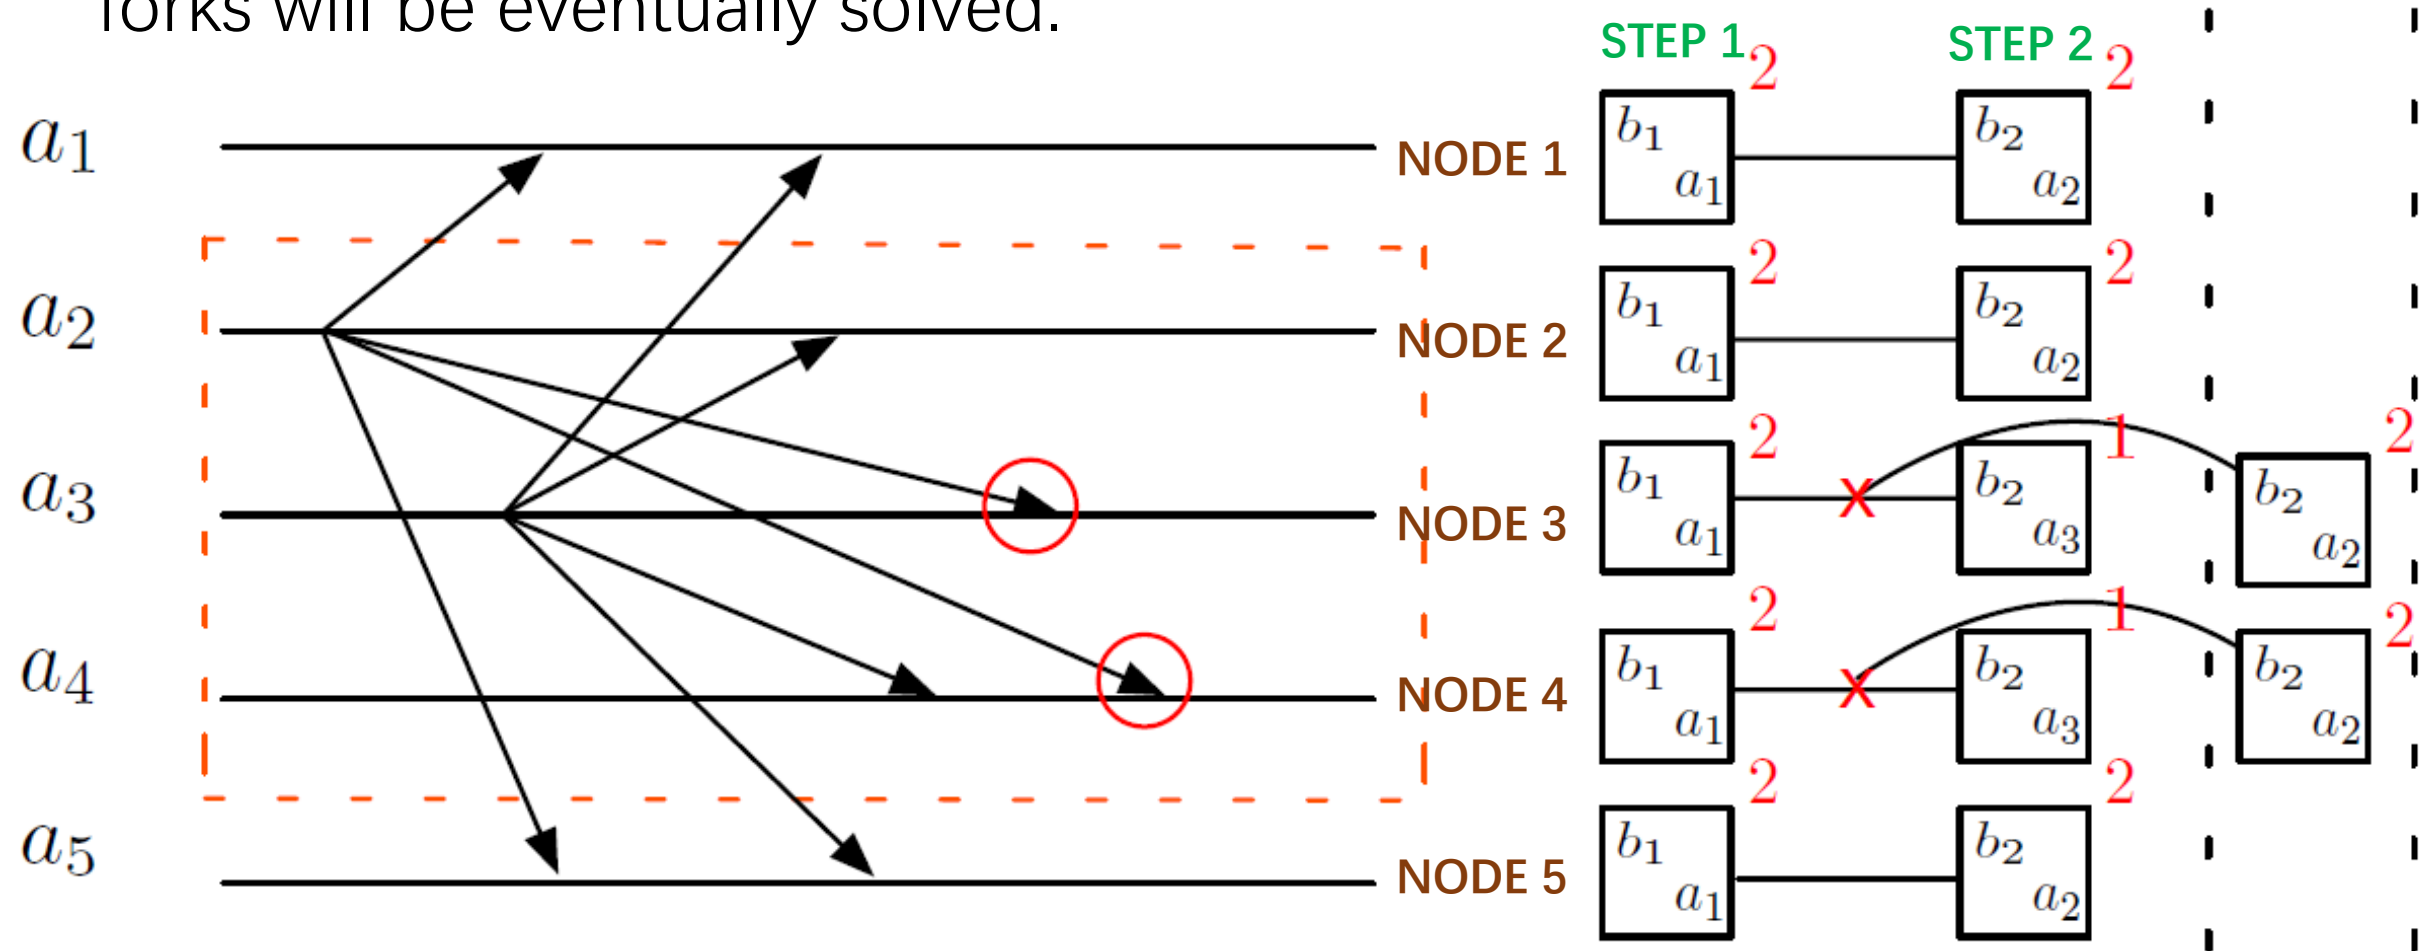 forks will be eventually solved.
STEP 1 2 STEP 2 2
a₁ NODE 1 b₁ a₁ b₂ a₂
2 2
a₂ NODE 2 b₁ a₁ b₂ a₂
2 1 2
a₃ NODE 3 b₁ a₁ X b₂ a₃ b₂ a₂
2 1 2
a₄ NODE 4 b₁ a₁ X b₂ a₃ b₂ a₂
2 2
a₅ NODE 5 b₁ a₁ b₂ a₂